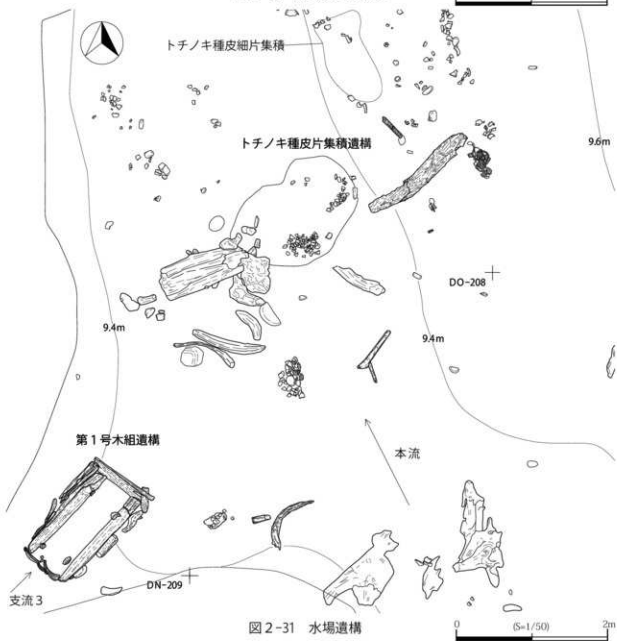 トチノキ種皮細片集積
トチノキ種皮片集積遺構
9.6m
DO-208
9.4m
9.4m
第1号木組遺構
本流
支流3
DN-209
図2-31 水場遺構
0 (S=1/50) 2m